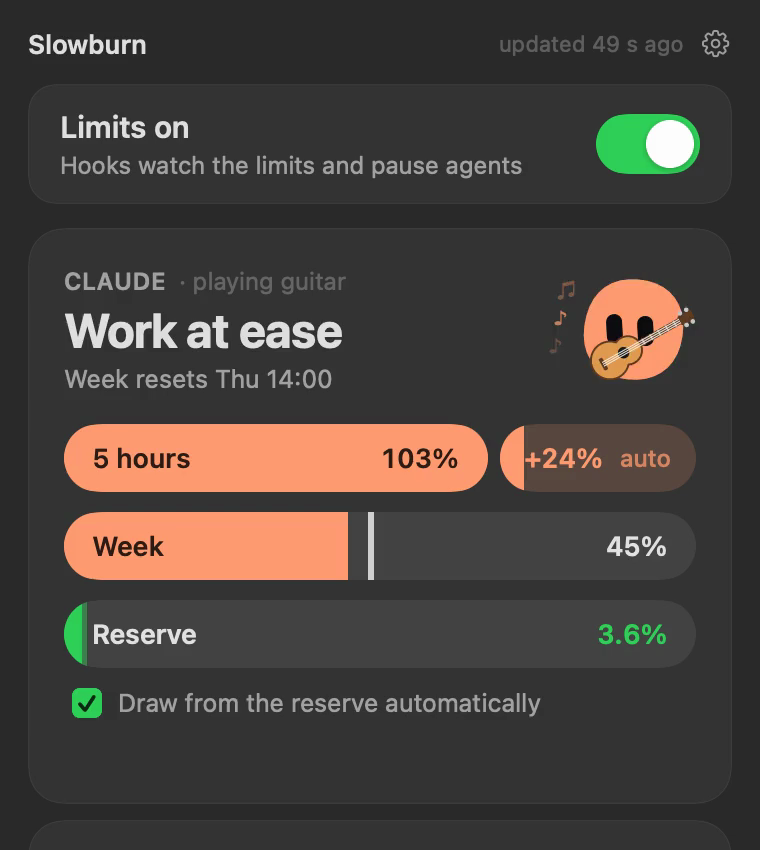 Slowburn
updated 49 s ago
Limits on
Hooks watch the limits and pause agents
CLAUDE · playing guitar
Work at ease
Week resets Thu 14:00
5 hours 103% +24% auto
Week 45%
Reserve 3.6%
Draw from the reserve automatically